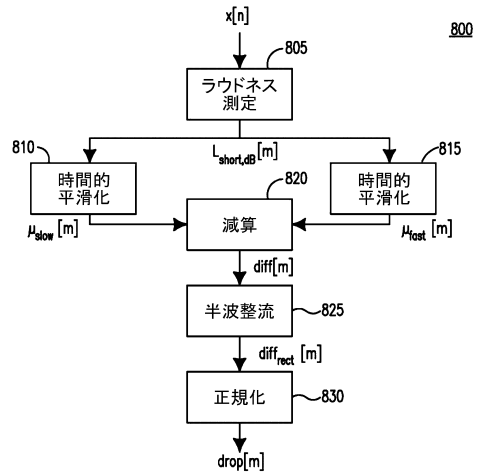 x[n]
800
805
ラウドネス
測定
810
L_short,dB[m]
815
時間的
平滑化
820
時間的
平滑化
μ_slow [m]
減算
μ_fast [m]
diff[m]
半波整流
825
diff_rect [m]
正規化
830
drop[m]